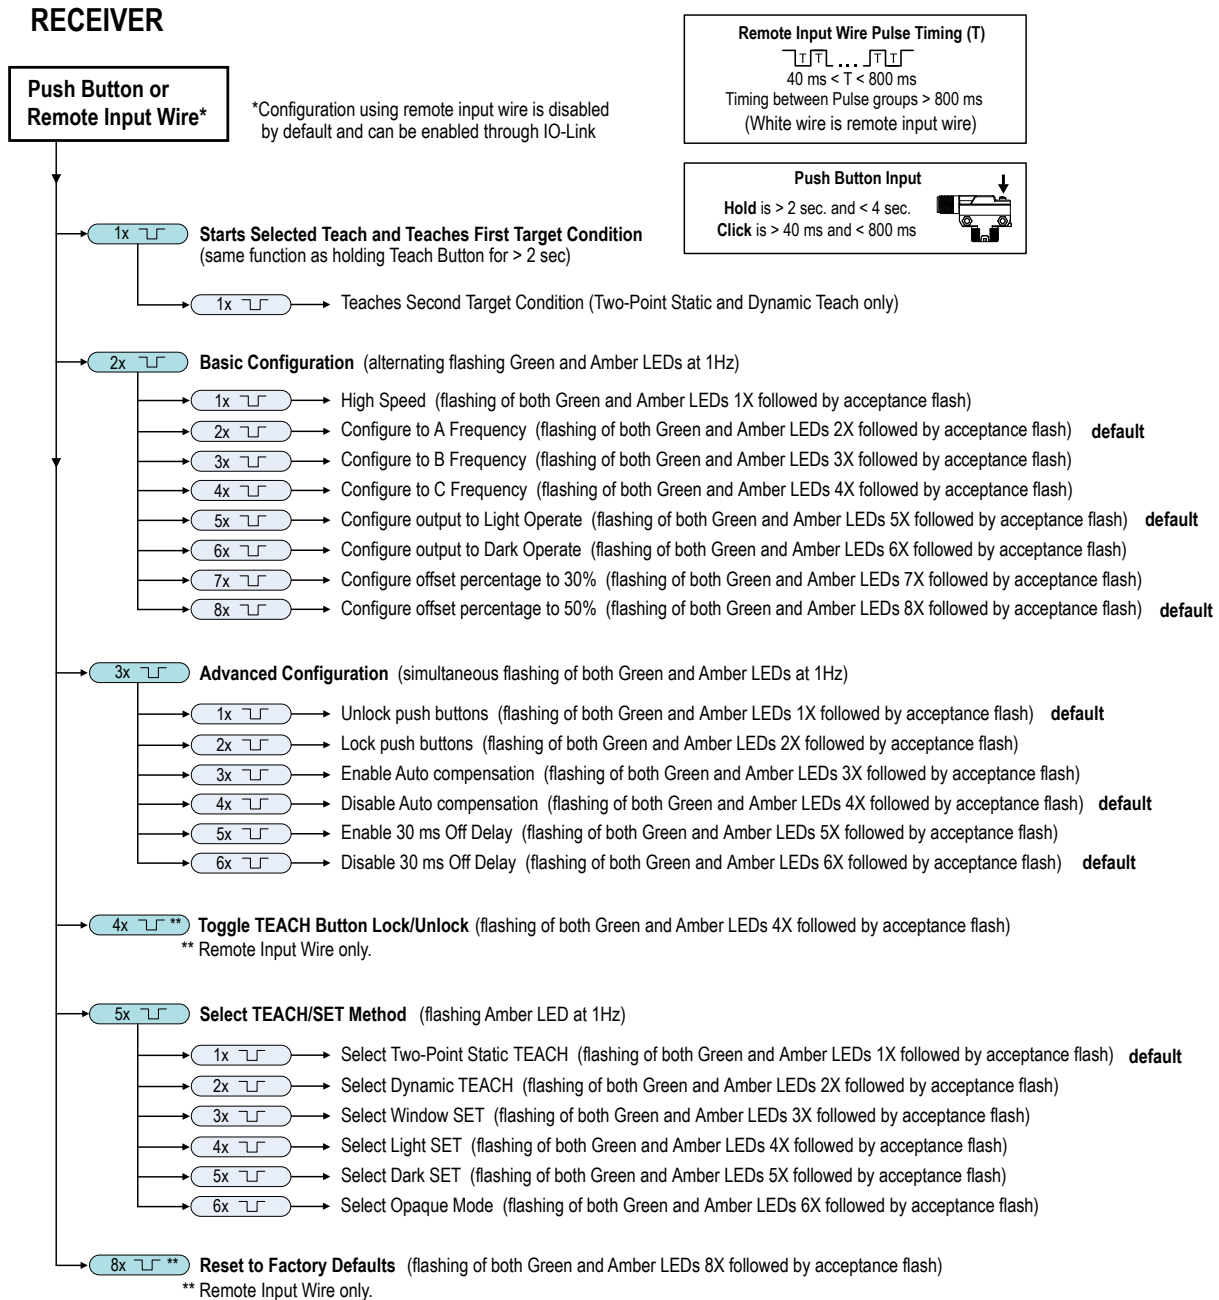 RECEIVER
Push Button or
Remote Input Wire*
*Configuration using remote input wire is disabled
by default and can be enabled through IO-Link
Remote Input Wire Pulse Timing (T)
T T ... T T
40 ms < T < 800 ms
Timing between Pulse groups > 800 ms
(White wire is remote input wire)
Push Button Input
Hold is > 2 sec. and < 4 sec.
Click is > 40 ms and < 800 ms
1x Starts Selected Teach and Teaches First Target Condition
(same function as holding Teach Button for > 2 sec)
1x Teaches Second Target Condition (Two-Point Static and Dynamic Teach only)
2x Basic Configuration (alternating flashing Green and Amber LEDs at 1Hz)
1x High Speed (flashing of both Green and Amber LEDs 1X followed by acceptance flash)
2x Configure to A Frequency (flashing of both Green and Amber LEDs 2X followed by acceptance flash) default
3x Configure to B Frequency (flashing of both Green and Amber LEDs 3X followed by acceptance flash)
4x Configure to C Frequency (flashing of both Green and Amber LEDs 4X followed by acceptance flash)
5x Configure output to Light Operate (flashing of both Green and Amber LEDs 5X followed by acceptance flash) default
6x Configure output to Dark Operate (flashing of both Green and Amber LEDs 6X followed by acceptance flash)
7x Configure offset percentage to 30% (flashing of both Green and Amber LEDs 7X followed by acceptance flash)
8x Configure offset percentage to 50% (flashing of both Green and Amber LEDs 8X followed by acceptance flash) default
3x Advanced Configuration (simultaneous flashing of both Green and Amber LEDs at 1Hz)
1x Unlock push buttons (flashing of both Green and Amber LEDs 1X followed by acceptance flash) default
2x Lock push buttons (flashing of both Green and Amber LEDs 2X followed by acceptance flash)
3x Enable Auto compensation (flashing of both Green and Amber LEDs 3X followed by acceptance flash)
4x Disable Auto compensation (flashing of both Green and Amber LEDs 4X followed by acceptance flash) default
5x Enable 30 ms Off Delay (flashing of both Green and Amber LEDs 5X followed by acceptance flash)
6x Disable 30 ms Off Delay (flashing of both Green and Amber LEDs 6X followed by acceptance flash) default
4x ** Toggle TEACH Button Lock/Unlock (flashing of both Green and Amber LEDs 4X followed by acceptance flash)
** Remote Input Wire only.
5x Select TEACH/SET Method (flashing Amber LED at 1Hz)
1x Select Two-Point Static TEACH (flashing of both Green and Amber LEDs 1X followed by acceptance flash) default
2x Select Dynamic TEACH (flashing of both Green and Amber LEDs 2X followed by acceptance flash)
3x Select Window SET (flashing of both Green and Amber LEDs 3X followed by acceptance flash)
4x Select Light SET (flashing of both Green and Amber LEDs 4X followed by acceptance flash)
5x Select Dark SET (flashing of both Green and Amber LEDs 5X followed by acceptance flash)
6x Select Opaque Mode (flashing of both Green and Amber LEDs 6X followed by acceptance flash)
8x ** Reset to Factory Defaults (flashing of both Green and Amber LEDs 8X followed by acceptance flash)
** Remote Input Wire only.